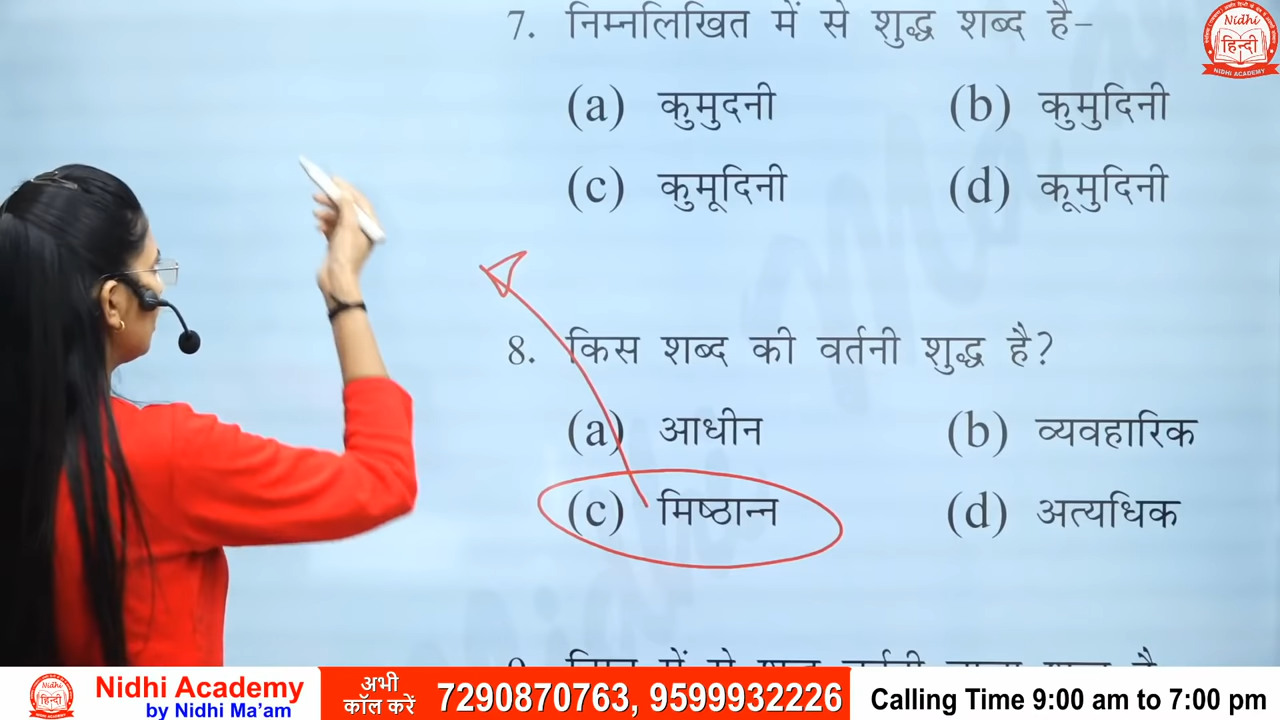 7. निम्नलिखित में से शुद्ध शब्द है-
(a) कुमुदनी (b) कुमुदिनी
(c) कुमूदिनी (d) कूमुदिनी
8. किस शब्द की वर्तनी शुद्ध है?
(a) आधीन (b) व्यवहारिक
(c) मिष्ठान्न (d) अत्यधिक
Nidhi
हिन्दी
NIDHI ACADEMY
हिन्दी
Nidhi Academy
by Nidhi Ma'am
अभी
कॉल करें
7290870763, 9599932226
Calling Time 9:00 am to 7:00 pm